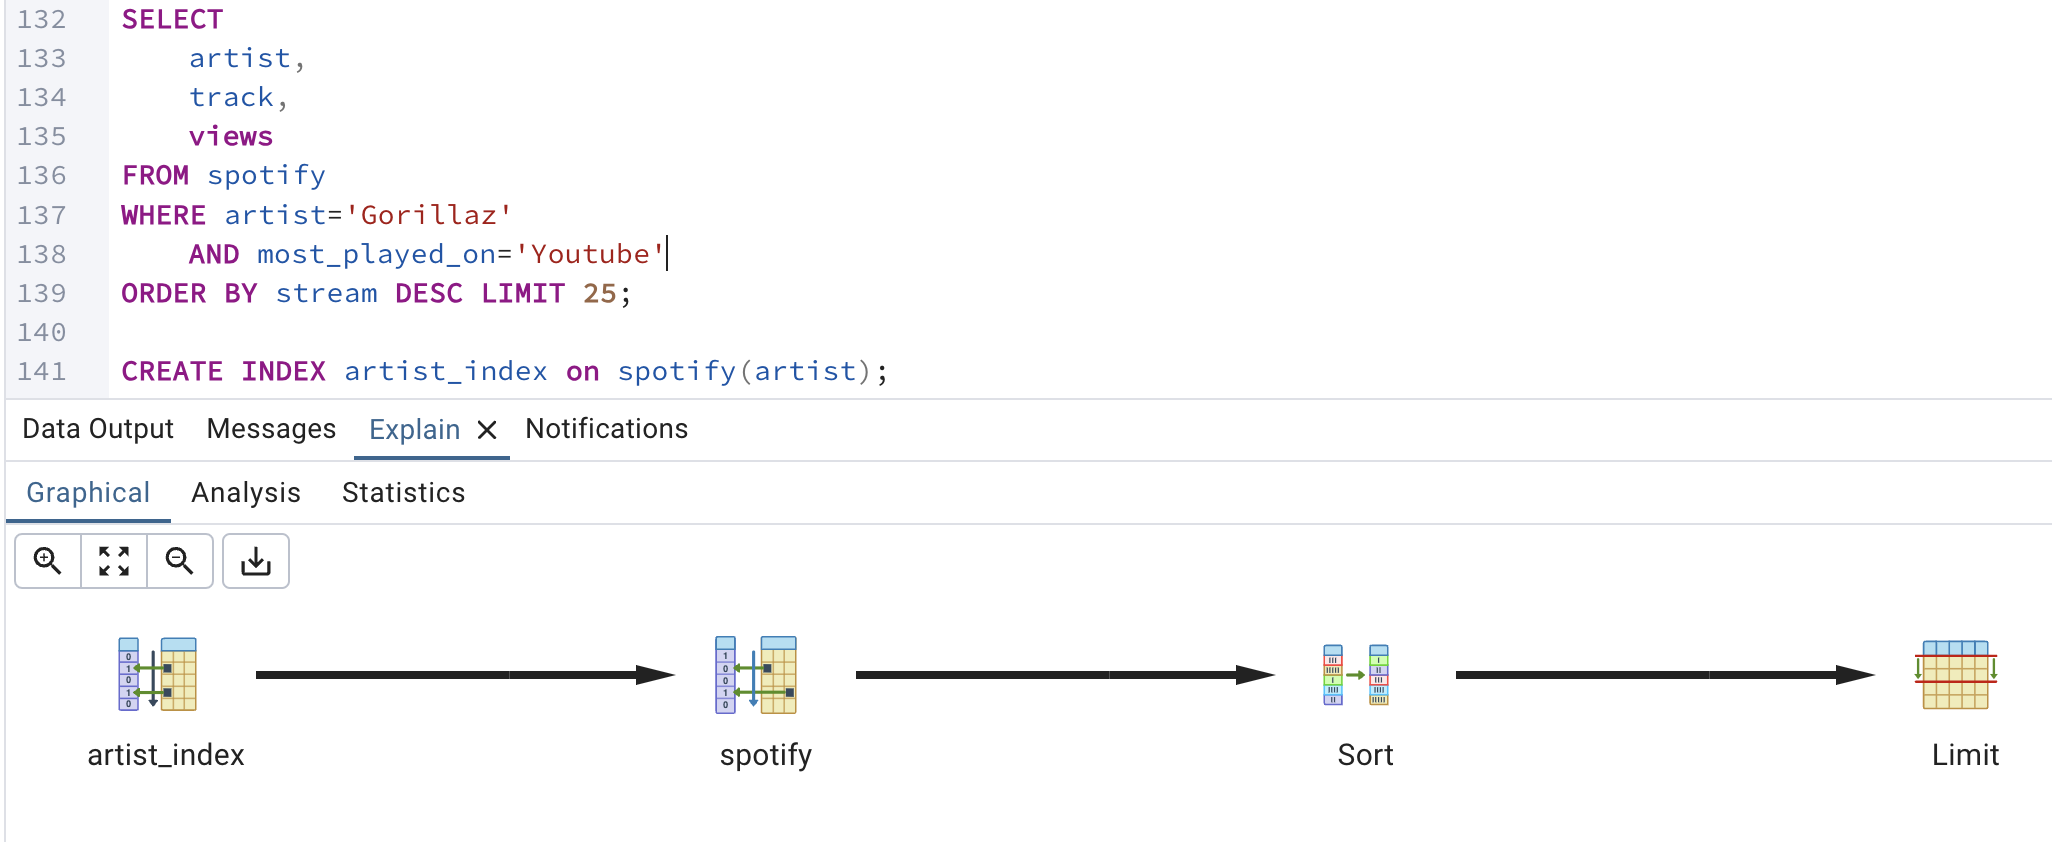 132 SELECT
133 artist,
134 track,
135 views
136 FROM spotify
137 WHERE artist='Gorillaz'
138 AND most_played_on='Youtube'
139 ORDER BY stream DESC LIMIT 25;
140
141 CREATE INDEX artist_index on spotify(artist);
Data Output Messages Explain Notifications
Graphical Analysis Statistics
artist_index spotify Sort Limit